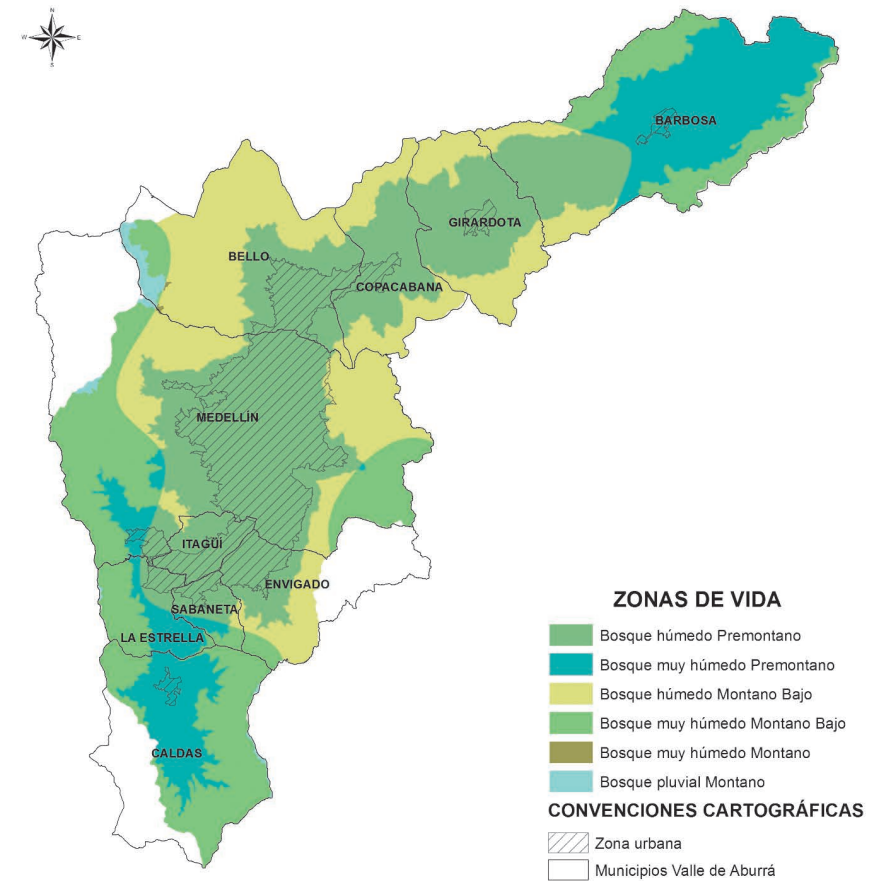 N
W E
S
BARBOSA
GIRARDOTA
BELLO
COPACABANA
MEDELLÍN
ITAGÜÍ
ENVIGADO
SABANETA
LA ESTRELLA
CALDAS
ZONAS DE VIDA
Bosque húmedo Premontano
Bosque muy húmedo Premontano
Bosque húmedo Montano Bajo
Bosque muy húmedo Montano Bajo
Bosque muy húmedo Montano
Bosque pluvial Montano
CONVENCIONES CARTOGRÁFICAS
Zona urbana
Municipios Valle de Aburrá